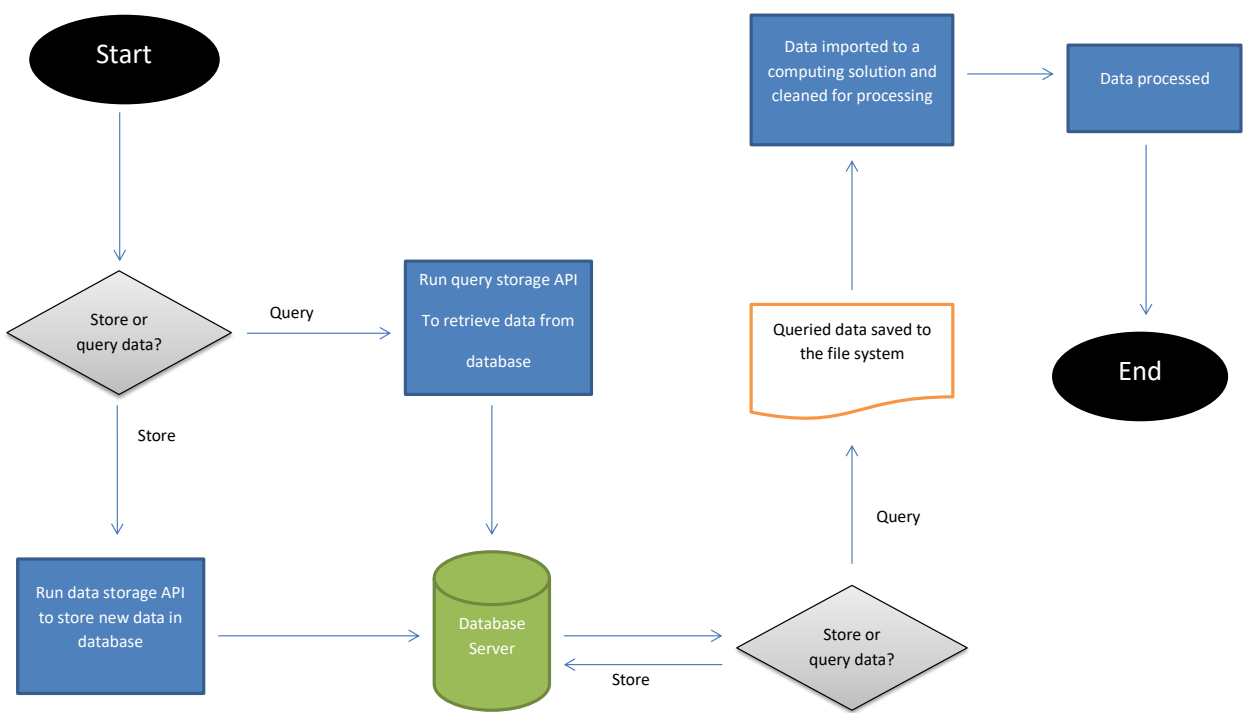 Start
Store or
query data?
Query
Run query storage API
To retrieve data from
database
Store
Run data storage API
to store new data in
database
Database
Server
Store
Store or
query data?
Query
Queried data saved to
the file system
Data imported to a
computing solution and
cleaned for processing
Data processed
End